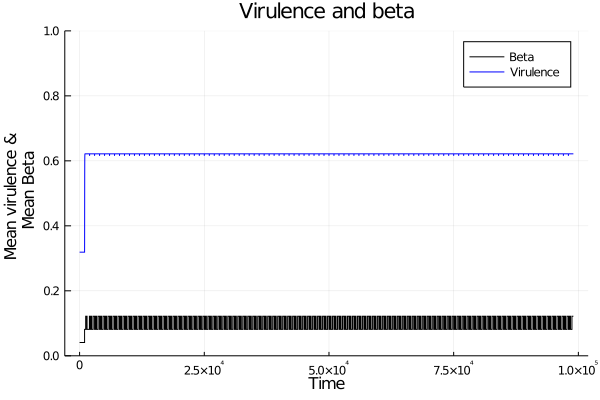 Virulence and beta
Beta
Virulence
Mean virulence &
Mean Beta
1.0
0.8
0.6
0.4
0.2
0.0
0
2.5×10⁴
5.0×10⁴
7.5×10⁴
1.0×10⁵
Time